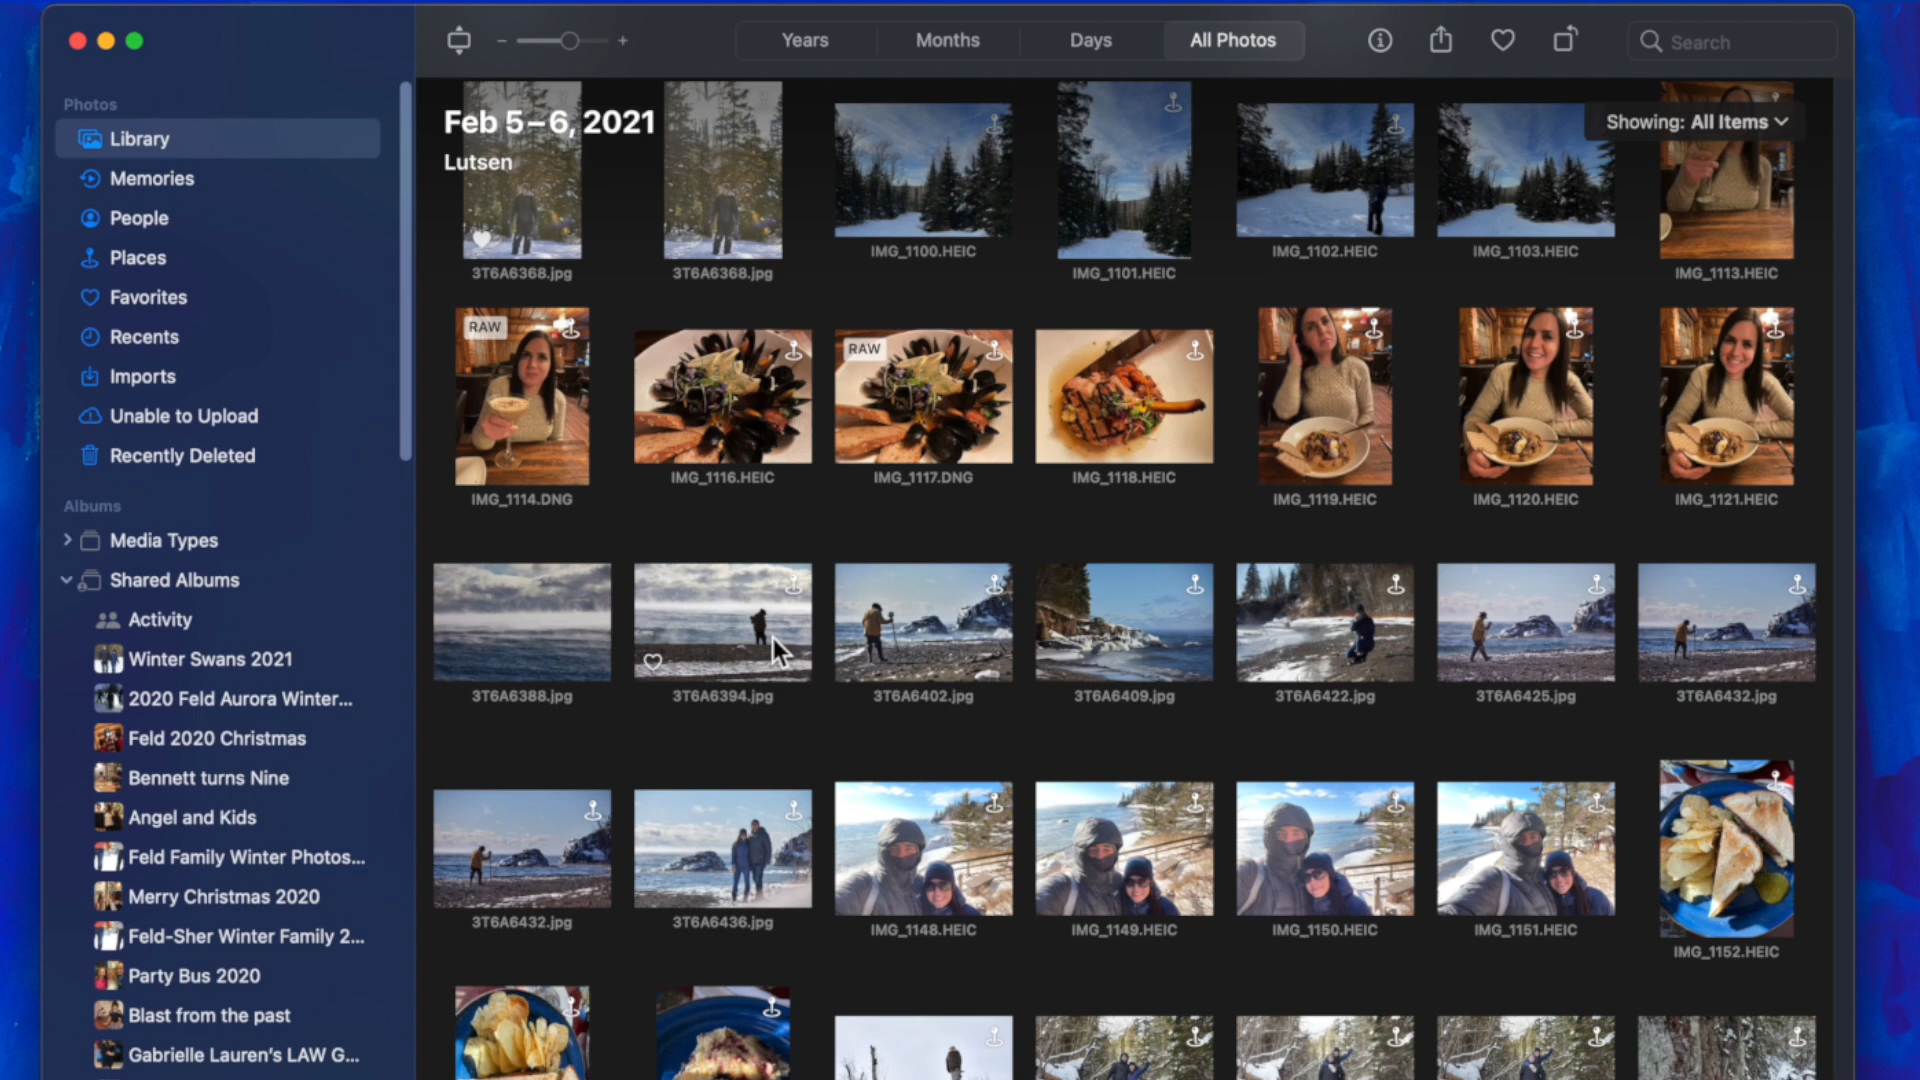 Years
Months
Days
All Photos
Search
Photos
Library
Memories
People
Places
Favorites
Recents
Imports
Unable to Upload
Recently Deleted
Albums
Media Types
Shared Albums
Activity
Winter Swans 2021
2020 Feld Aurora Winter...
Feld 2020 Christmas
Bennett turns Nine
Angel and Kids
Feld Family Winter Photos...
Merry Christmas 2020
Feld-Sher Winter Family 2...
Party Bus 2020
Blast from the past
Gabrielle Lauren's LAW G...
Feb 5–6, 2021
Lutsen
Showing: All Items
3T6A6368.jpg
3T6A6368.jpg
IMG_1100.HEIC
IMG_1101.HEIC
IMG_1102.HEIC
IMG_1103.HEIC
IMG_1113.HEIC
RAW
RAW
IMG_1114.DNG
IMG_1116.HEIC
IMG_1117.DNG
IMG_1118.HEIC
IMG_1119.HEIC
IMG_1120.HEIC
IMG_1121.HEIC
3T6A6388.jpg
3T6A6394.jpg
3T6A6402.jpg
3T6A6409.jpg
3T6A6422.jpg
3T6A6425.jpg
3T6A6432.jpg
3T6A6432.jpg
3T6A6436.jpg
IMG_1148.HEIC
IMG_1149.HEIC
IMG_1150.HEIC
IMG_1151.HEIC
IMG_1152.HEIC